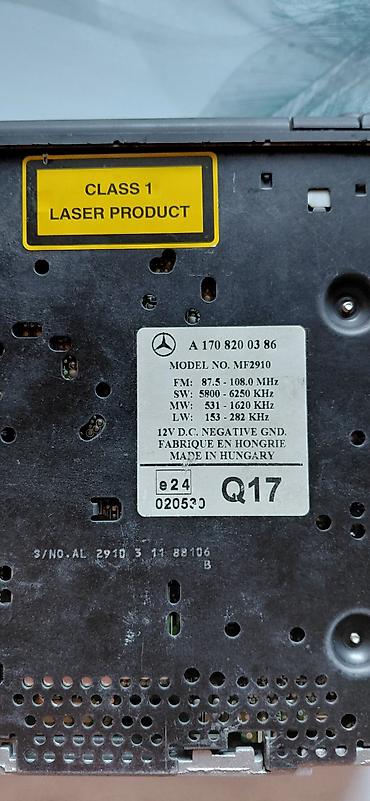 CLASS 1
LASER PRODUCT
A 170 820 03 86
MODEL NO. MF2910
FM: 87.5 - 108.0 MHz
SW: 5800 - 6250 KHz
MW: 531 - 1620 KHz
LW: 153 - 282 KHz
12V D.C. NEGATIVE GND.
FABRIQUE EN HONGRIE
MADE IN HUNGARY
e24
020530
Q17
S/NO.AL 2910 3 11 88106
B